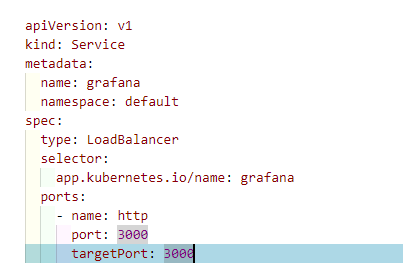 apiVersion: v1
kind: Service
metadata:
  name: grafana
  namespace: default
spec:
  type: LoadBalancer
  selector:
    app.kubernetes.io/name: grafana
  ports:
    - name: http
      port: 3000
      targetPort: 3000